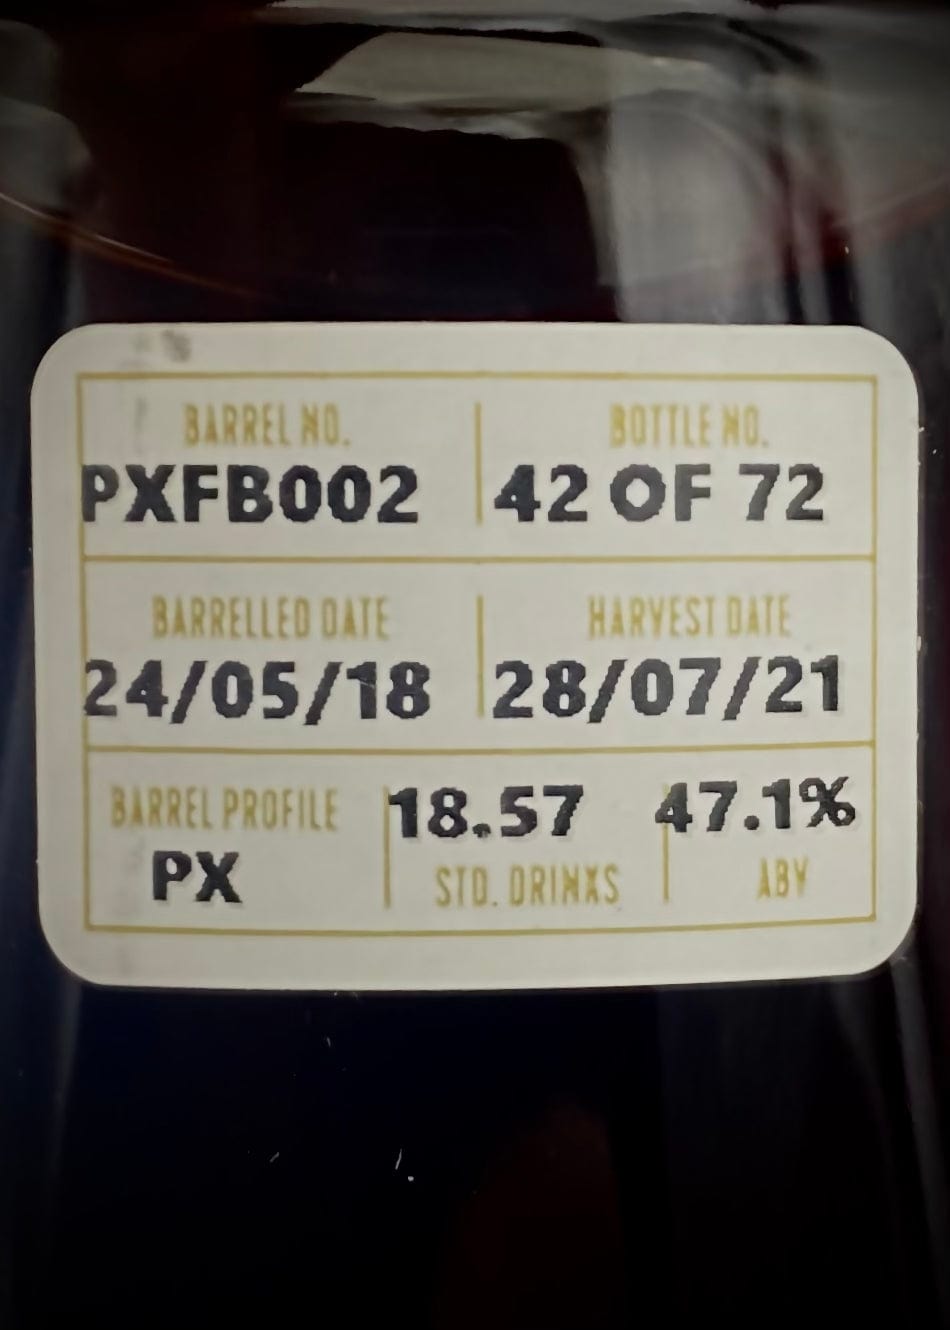 BARREL NO.
PXFB002
BOTTLE NO.
42 OF 72
BARRELLED DATE
24/05/18
HARVEST DATE
28/07/21
BARREL PROFILE
PX
18.57
STD. DRINKS
47.1%
ABV